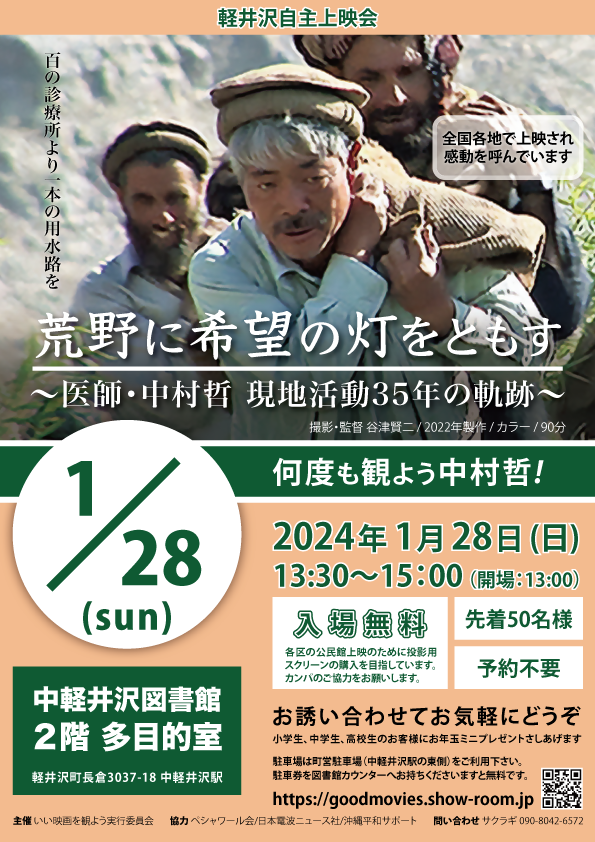 軽井沢自主上映会
百の診療所より一本の用水路を
全国各地で上映され
感動を呼んでいます
荒野に希望の灯をともす
～医師・中村哲 現地活動35年の軌跡～
撮影・監督 谷津賢二 / 2022年製作 / カラー / 90分
何度も観よう中村哲!
1/28
(sun)
2024年1月28日(日)
13:30～15:00（開場：13:00）
入場無料
各区の公民館上映のために投影用
スクリーンの購入を目指しています。
カンパのご協力をお願いします。
先着50名様
予約不要
中軽井沢図書館
2階 多目的室
軽井沢町長倉3037-18 中軽井沢駅
お誘い合わせてお気軽にどうぞ
小学生、中学生、高校生のお客様にお年玉ミニプレゼントさしあげます
駐車場は町営駐車場（中軽井沢駅の東側）をご利用下さい。
駐車券を図書館カウンターへお持ちくださいますと無料です。
https://goodmovies.show-room.jp
主催 いい映画を観よう実行委員会 協力 ペシャワール会/日本電波ニュース社/沖縄平和サポート 問い合わせ サクラギ 090-8042-6572